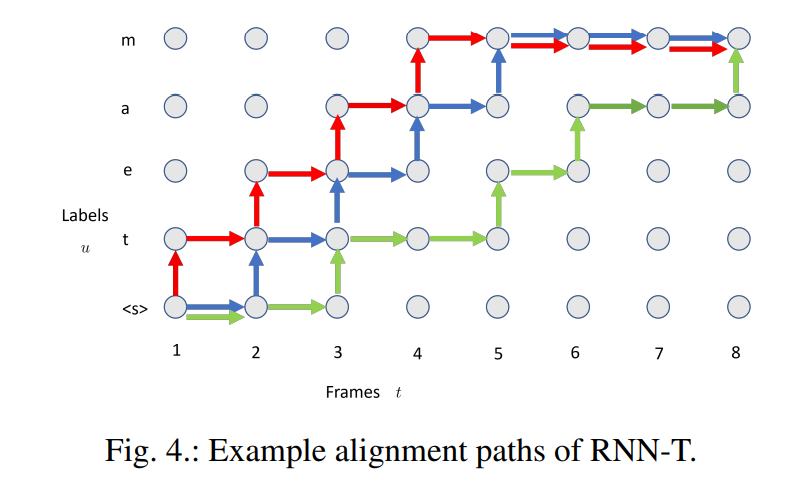 m
a
e
Labels
u
t
<s>
1 2 3 4 5 6 7 8
Frames t
Fig. 4.: Example alignment paths of RNN-T.